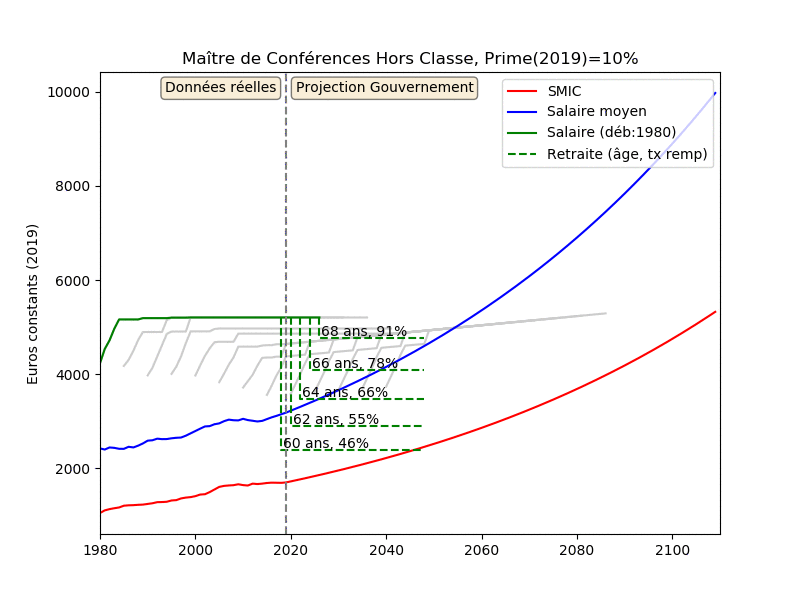 Maître de Conférences Hors Classe, Prime(2019)=10%
Données réelles
Projection Gouvernement
SMIC
Salaire moyen
Salaire (déb:1980)
Retraite (âge, tx remp)
Euros constants (2019)
10000
8000
6000
4000
2000
68 ans, 91%
66 ans, 78%
64 ans, 66%
62 ans, 55%
60 ans, 46%
1980
2000
2020
2040
2060
2080
2100